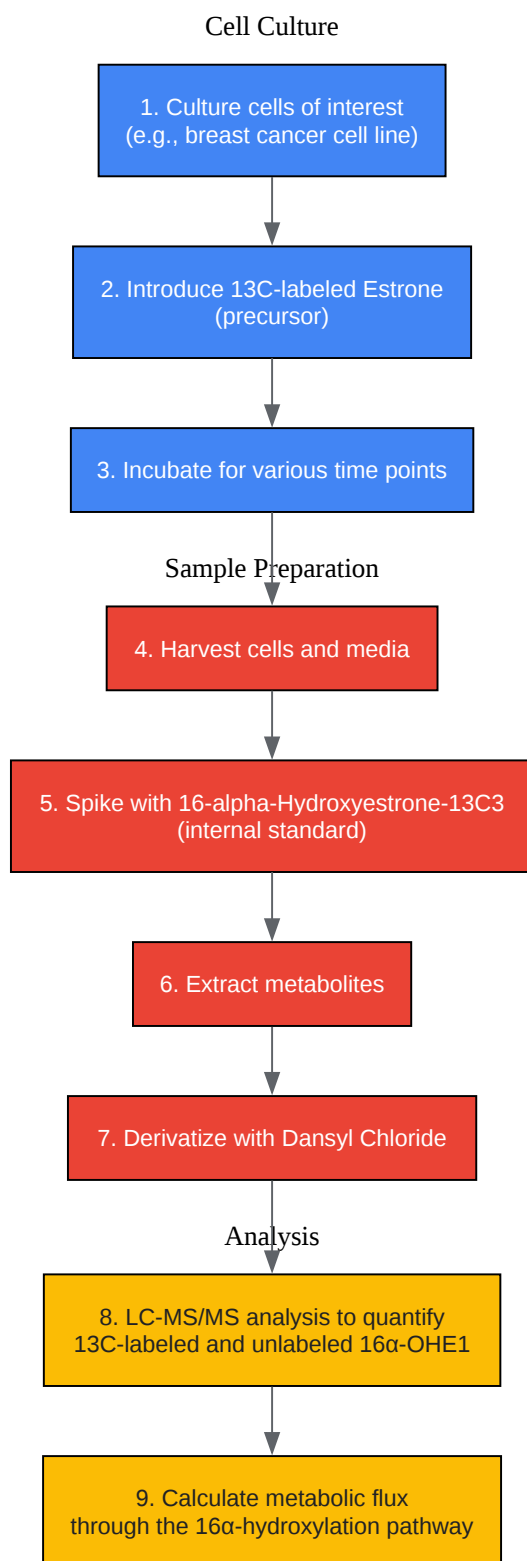 Cell Culture
1. Culture cells of interest
(e.g., breast cancer cell line)
2. Introduce 13C-labeled Estrone
(precursor)
3. Incubate for various time points
Sample Preparation
4. Harvest cells and media
5. Spike with 16-alpha-Hydroxyestrone-13C3
(internal standard)
6. Extract metabolites
7. Derivatize with Dansyl Chloride
Analysis
8. LC-MS/MS analysis to quantify
13C-labeled and unlabeled 16α-OHE1
9. Calculate metabolic flux
through the 16α-hydroxylation pathway